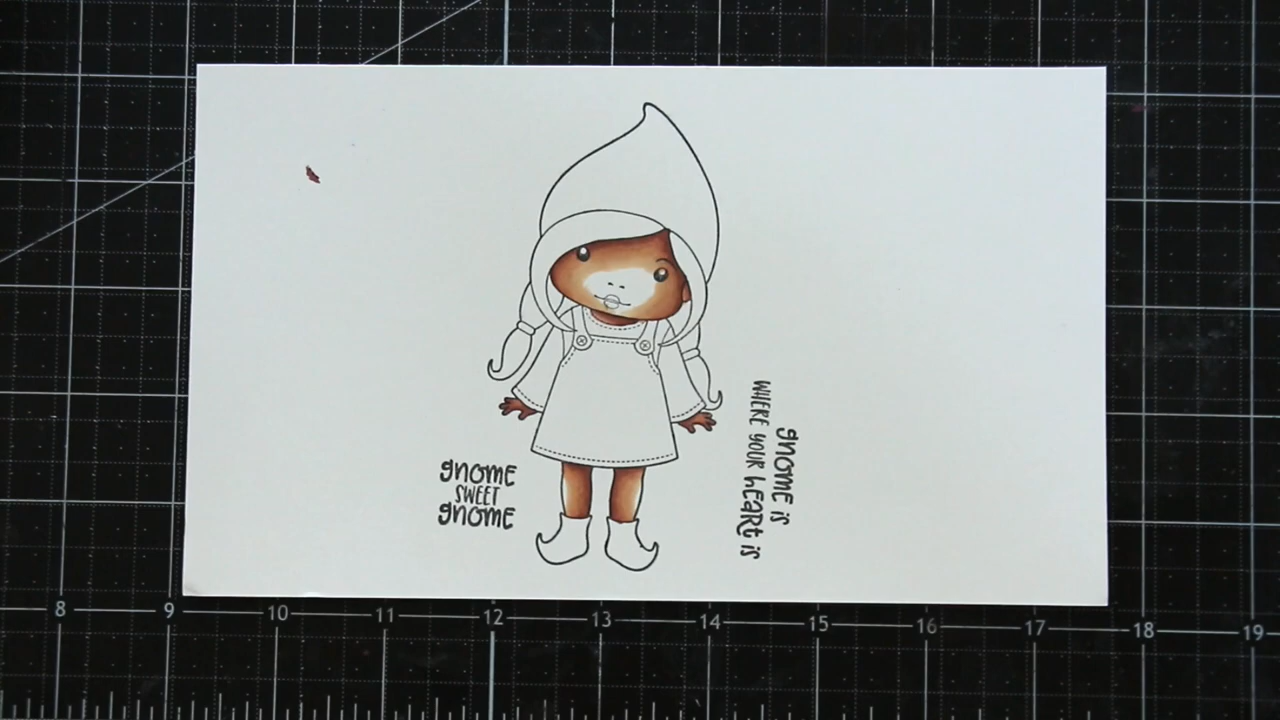 gnome
SWEET
gnome
gnome is
WHERE YOUR heart is
8 9 10 11 12 13 14 15 16 17 18 19